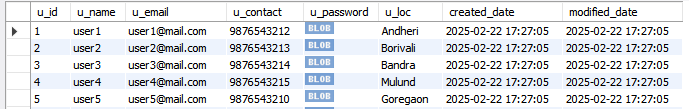 u_id u_name u_email u_contact u_password u_loc created_date modified_date
1 user1 user1@mail.com 9876543212 BLOB Andheri 2025-02-22 17:27:05 2025-02-22 17:27:05
2 user2 user2@mail.com 9876543213 BLOB Borivali 2025-02-22 17:27:05 2025-02-22 17:27:05
3 user3 user3@mail.com 9876543214 BLOB Bandra 2025-02-22 17:27:05 2025-02-22 17:27:05
4 user4 user4@mail.com 9876543215 BLOB Mulund 2025-02-22 17:27:05 2025-02-22 17:27:05
5 user5 user5@mail.com 9876543210 BLOB Goregaon 2025-02-22 17:27:05 2025-02-22 17:27:05